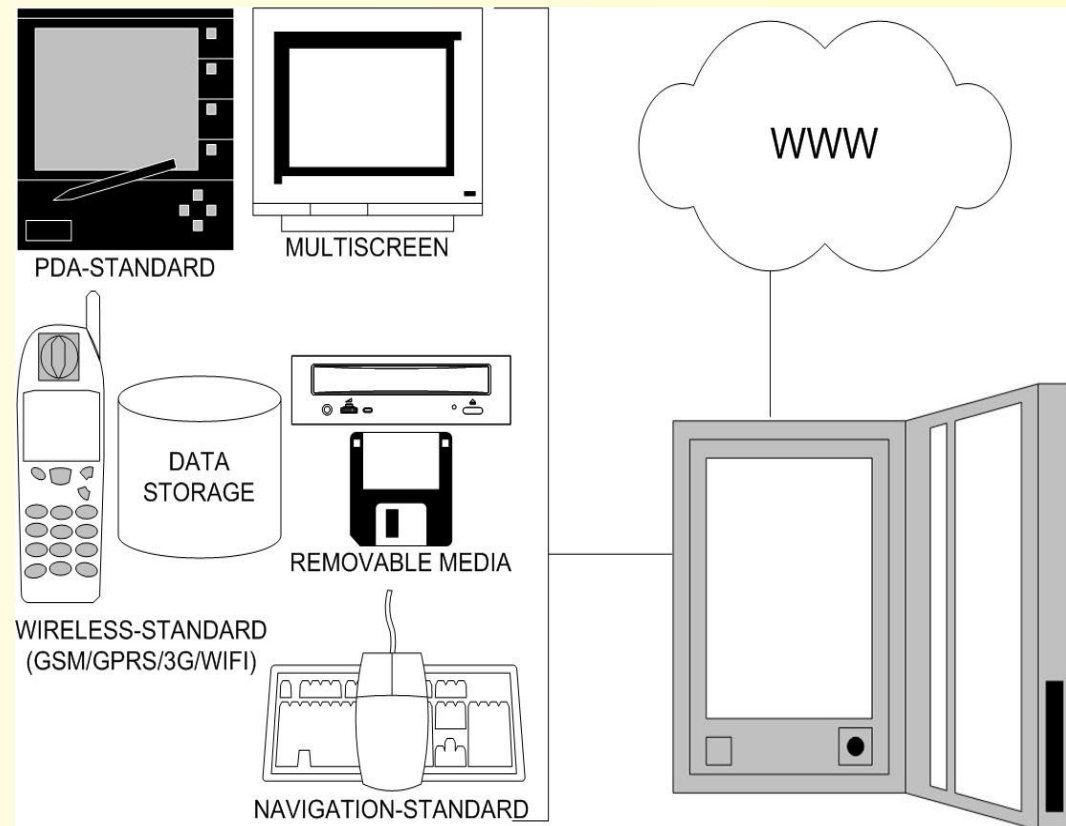 PDA-STANDARD
MULTISCREEN
WWW
DATA
STORAGE
REMOVABLE MEDIA
WIRELESS-STANDARD
(GSM/GPRS/3G/WIFI)
NAVIGATION-STANDARD